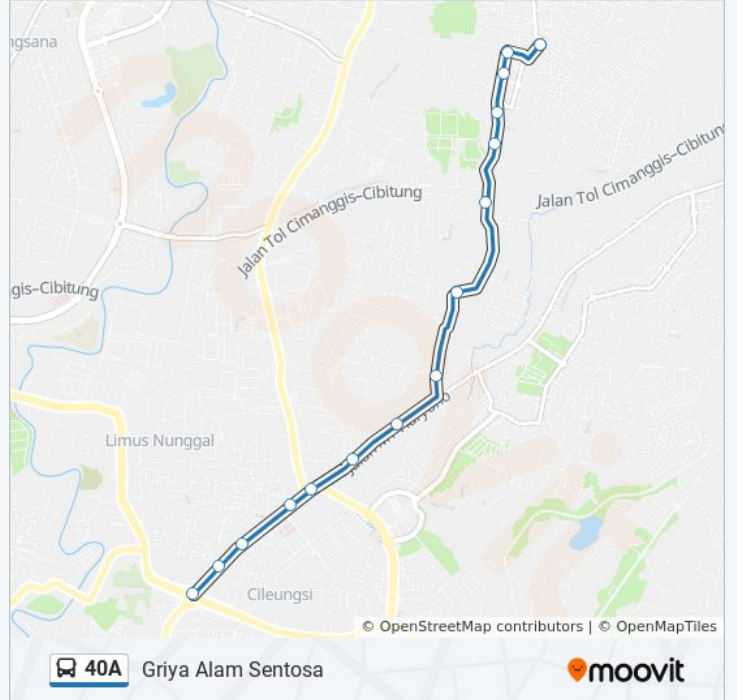 ngsana
Jalan Tol Cimanggis–Cibitung
Jalan Tol Cimanggis–Cibitung
gis–Cibitung
Limus Nunggal
Cileungsi
© OpenStreetMap contributors | © OpenMapTiles
40A Griya Alam Sentosa
moovit